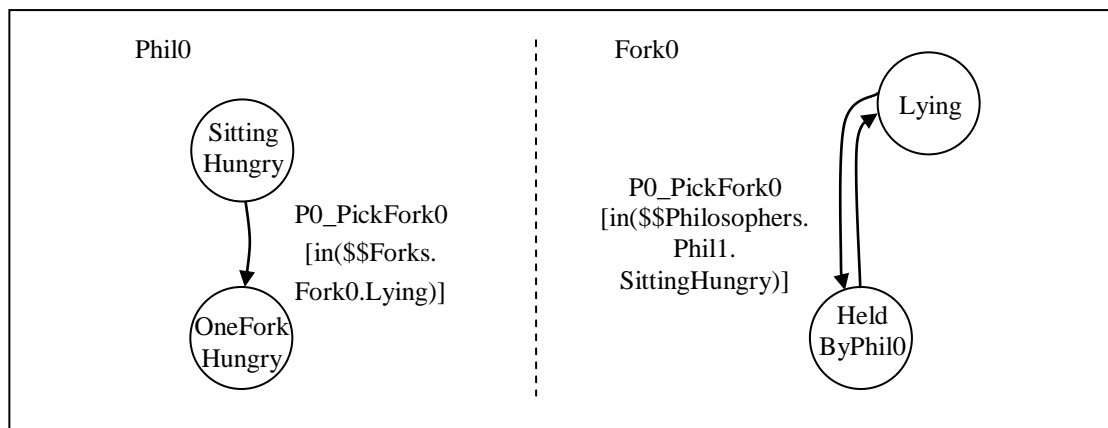 Phil0
Sitting
Hungry
P0_PickFork0
[in($$Forks.
Fork0.Lying)]
OneFork
Hungry
Fork0
Lying
P0_PickFork0
[in($$Philosophers.
Phil1.
SittingHungry)]
Held
ByPhil0